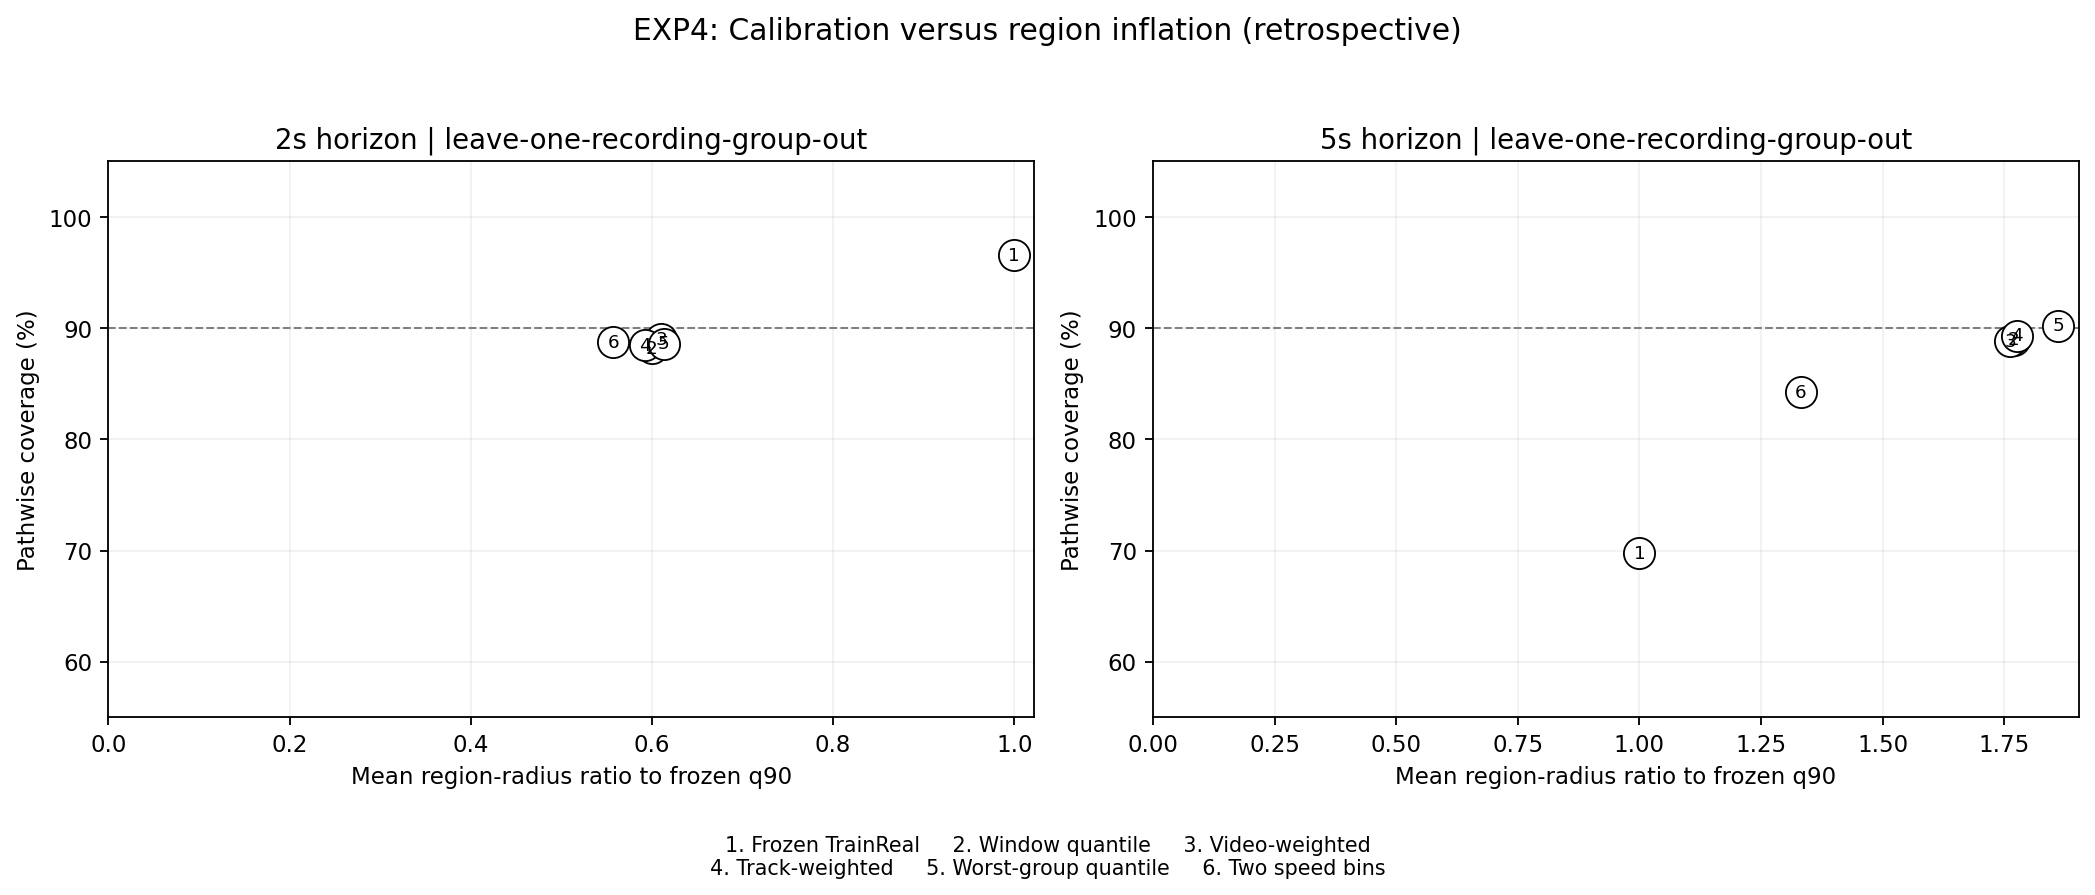 EXP4: Calibration versus region inflation (retrospective)
2s horizon | leave-one-recording-group-out
Pathwise coverage (%)
100
90
80
70
60
1
6
4
2
3
5
0.0 0.2 0.4 0.6 0.8 1.0
Mean region-radius ratio to frozen q90
5s horizon | leave-one-recording-group-out
Pathwise coverage (%)
100
90
80
70
60
5
3
4
6
1
0.00 0.25 0.50 0.75 1.00 1.25 1.50 1.75
Mean region-radius ratio to frozen q90
1. Frozen TrainReal 2. Window quantile 3. Video-weighted
4. Track-weighted 5. Worst-group quantile 6. Two speed bins